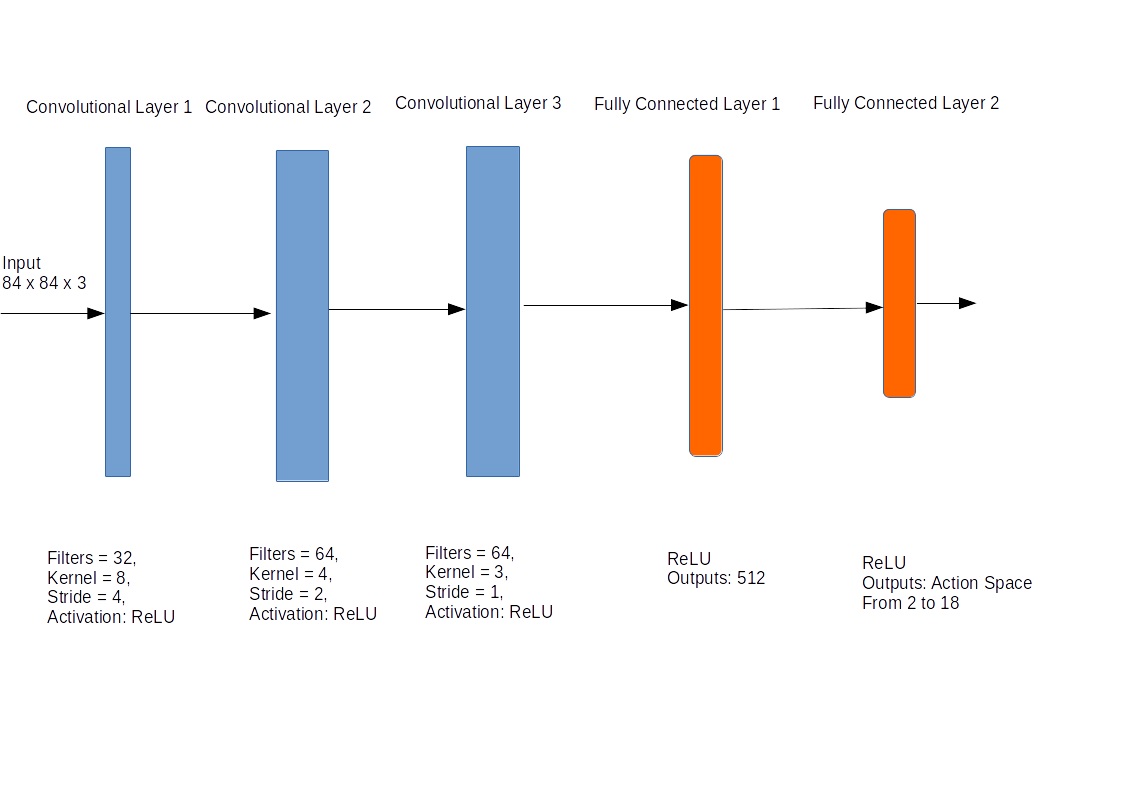 Convolutional Layer 1
Convolutional Layer 2
Convolutional Layer 3
Fully Connected Layer 1
Fully Connected Layer 2
Input
84 x 84 x 3
Filters = 32,
Kernel = 8,
Stride = 4,
Activation: ReLU
Filters = 64,
Kernel = 4,
Stride = 2,
Activation: ReLU
Filters = 64,
Kernel = 3,
Stride = 1,
Activation: ReLU
ReLU
Outputs: 512
ReLU
Outputs: Action Space
From 2 to 18